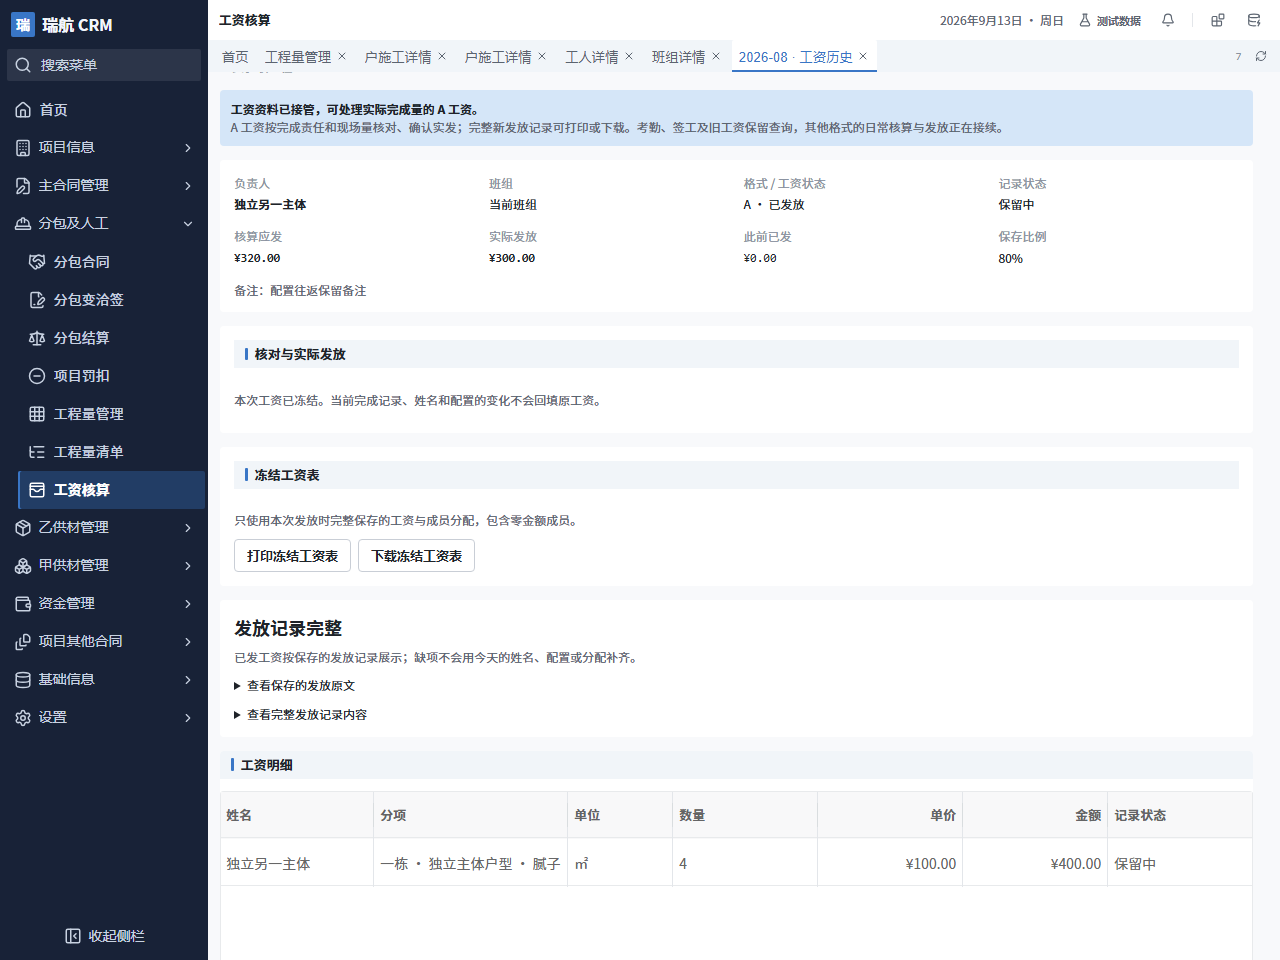 瑞 瑞航 CRM
搜索菜单
首页
项目信息
主合同管理
分包及人工
分包合同
分包变洽签
分包结算
项目罚扣
工程量管理
工程量清单
工资核算
乙供材管理
甲供材管理
资金管理
项目其他合同
基础信息
设置
收起侧栏
工资核算
2026年9月13日 · 周日 测试数据
首页 工程量管理 户施工详情 户施工详情 工人详情 班组详情 2026-08 · 工资历史 7
工资资料已接管，可处理实际完成量的 A 工资。
A 工资按完成责任和现场量核对、确认实发；完整新发放记录可打印或下载。考勤、签工及旧工资保留查询，其他格式的日常核算与发放正在接续。
负责人 班组 格式 / 工资状态 记录状态
独立另一主体 当前班组 A · 已发放 保留中
核算应发 实际发放 此前已发 保存比例
¥320.00 ¥300.00 ¥0.00 80%
备注：配置往返保留备注
核对与实际发放
本次工资已冻结。当前完成记录、姓名和配置的变化不会回填原工资。
冻结工资表
只使用本次发放时完整保存的工资与成员分配，包含零金额成员。
打印冻结工资表 下载冻结工资表
发放记录完整
已发工资按保存的发放记录展示；缺项不会用今天的姓名、配置或分配补齐。
查看保存的发放原文
查看完整发放记录内容
工资明细
姓名 分项 单位 数量 单价 金额 记录状态
独立另一主体 一栋 · 独立主体户型 · 腻子 ㎡ 4 ¥100.00 ¥400.00 保留中